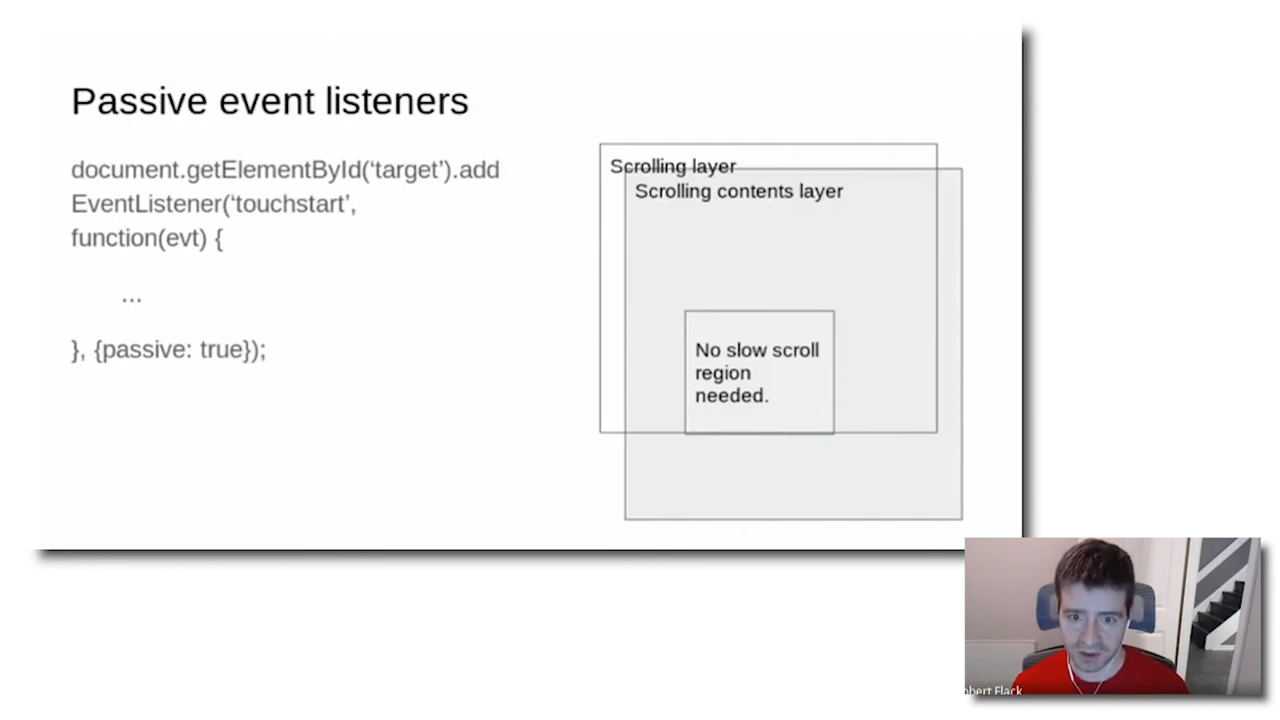 Passive event listeners
document.getElementById(‘target’).add
EventListener(‘touchstart’,
function(evt) {
...
}, {passive: true});
Scrolling layer
Scrolling contents layer
No slow scroll
region
needed.
Flack